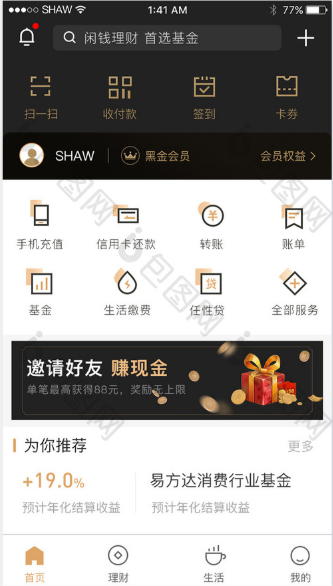 SHAW 1:41 AM 77%
闲钱理财 首选基金
扫一扫 收付款 签到 卡券
SHAW 黑金会员 会员权益
手机充值 信用卡还款 转账 账单
贷
基金 生活缴费 任性贷 全部服务
邀请好友 赚现金
单笔最高获得88元，奖励无上限
为你推荐 更多
+19.0% 易方达消费行业基金
预计年化结算收益 预计年化结算收益
首页 理财 生活 我的
包图网